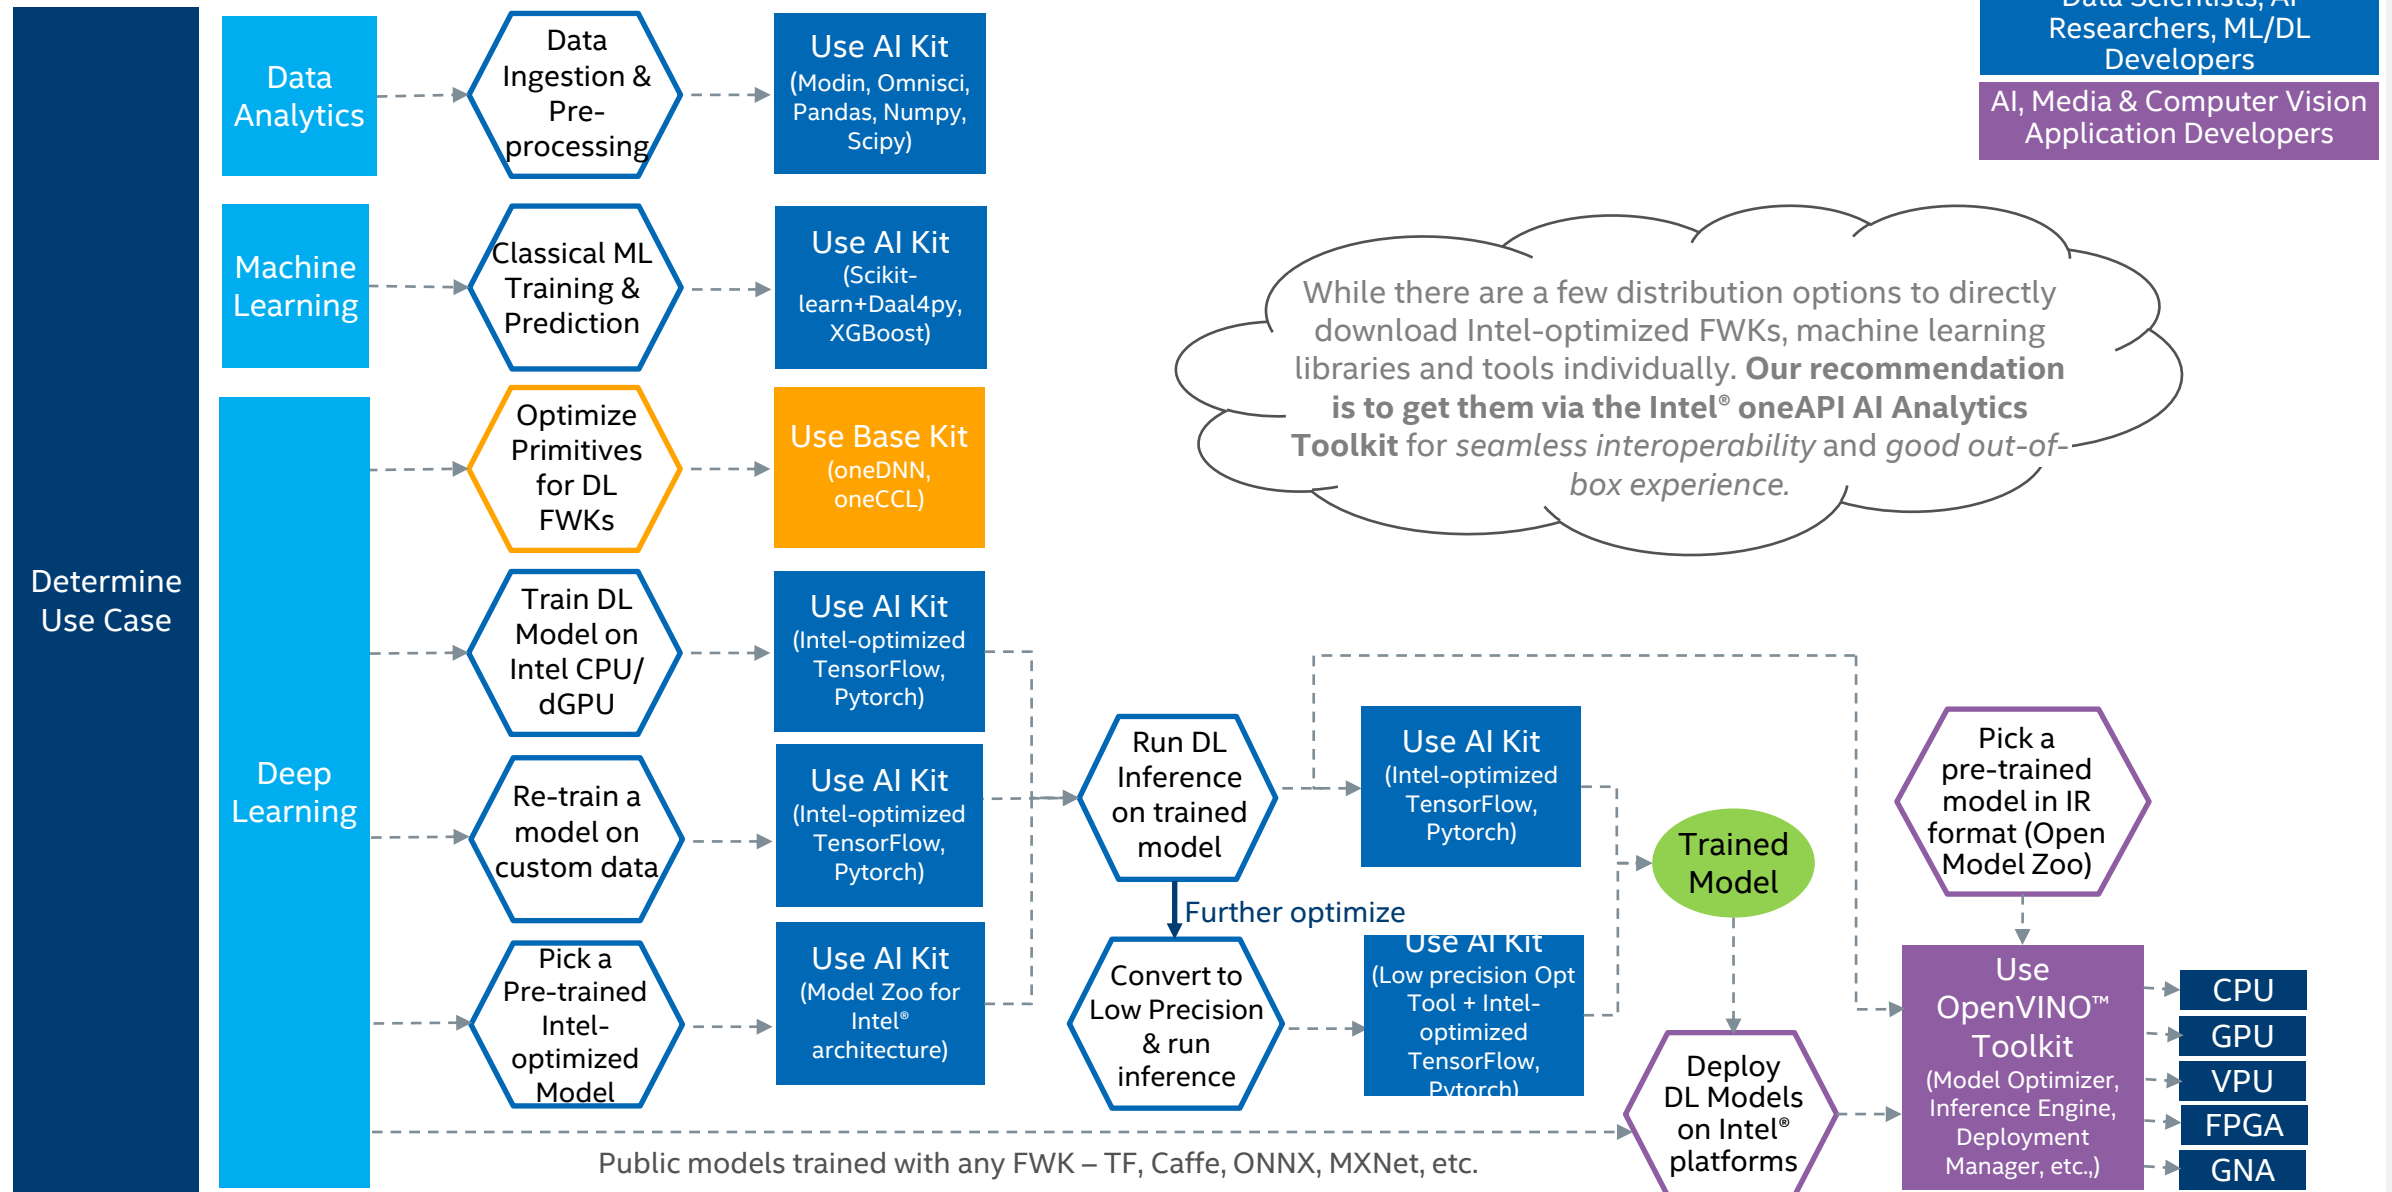 Determine
Use Case
Data
Analytics
Data
Ingestion &
Pre-
processing
Use AI Kit
(Modin, Omnisci,
Pandas, Numpy,
Scipy)
Data Scientists, AI
Researchers, ML/DL
Developers
AI, Media & Computer Vision
Application Developers
Machine
Learning
Classical ML
Training &
Prediction
Use AI Kit
(Scikit-
learn+Daal4py,
XGBoost)
While there are a few distribution options to directly
download Intel-optimized FWKs, machine learning
libraries and tools individually. Our recommendation
is to get them via the Intel® oneAPI AI Analytics
Toolkit for seamless interoperability and good out-of-
box experience.
Deep
Learning
Optimize
Primitives
for DL
FWKs
Use Base Kit
(oneDNN,
oneCCL)
Train DL
Model on
Intel CPU/
dGPU
Use AI Kit
(Intel-optimized
TensorFlow,
Pytorch)
Re-train a
model on
custom data
Use AI Kit
(Intel-optimized
TensorFlow,
Pytorch)
Pick a
Pre-trained
Intel-
optimized
Model
Use AI Kit
(Model Zoo for
Intel®
architecture)
Run DL
Inference
on trained
model
Further optimize
Convert to
Low Precision
& run
inference
Use AI Kit
(Intel-optimized
TensorFlow,
Pytorch)
Use AI Kit
(Low precision Opt
Tool + Intel-
optimized
TensorFlow,
Pytorch)
Trained
Model
Deploy
DL Models
on Intel®
platforms
Pick a
pre-trained
model in IR
format (Open
Model Zoo)
Use
OpenVINO™
Toolkit
(Model Optimizer,
Inference Engine,
Deployment
Manager, etc.,)
CPU
GPU
VPU
FPGA
GNA
Public models trained with any FWK – TF, Caffe, ONNX, MXNet, etc.